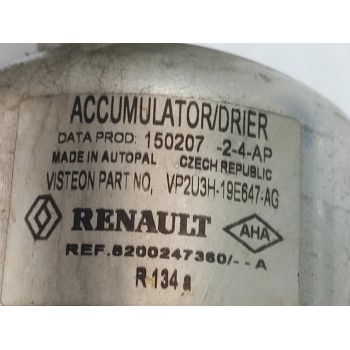 ACCUMULATOR/DRIER
DATA PROD: 150207 -2-4-AP
MADE IN AUTOPAL CZECH REPUBLIC
VISTEON PART NO, VP2U3H-19E647-AG
RENAULT AHA
REF.8200247360/--A
R 134 a